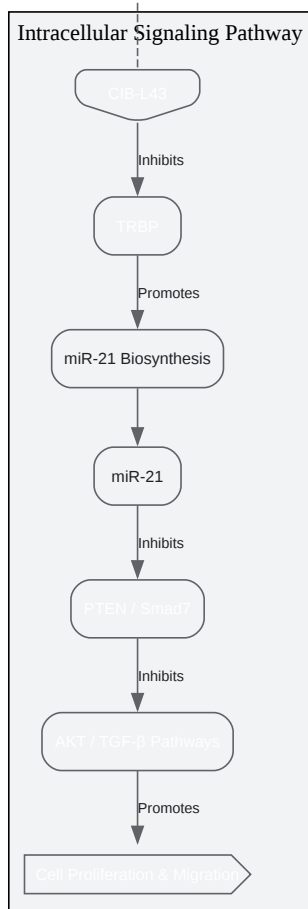 Intracellular Signaling Pathway
CIB-L43
Inhibits
TRBP
Promotes
miR-21 Biosynthesis
miR-21
Inhibits
PTEN / Smad7
Inhibits
AKT / TGF-β Pathways
Promotes
Cell Proliferation & Migration